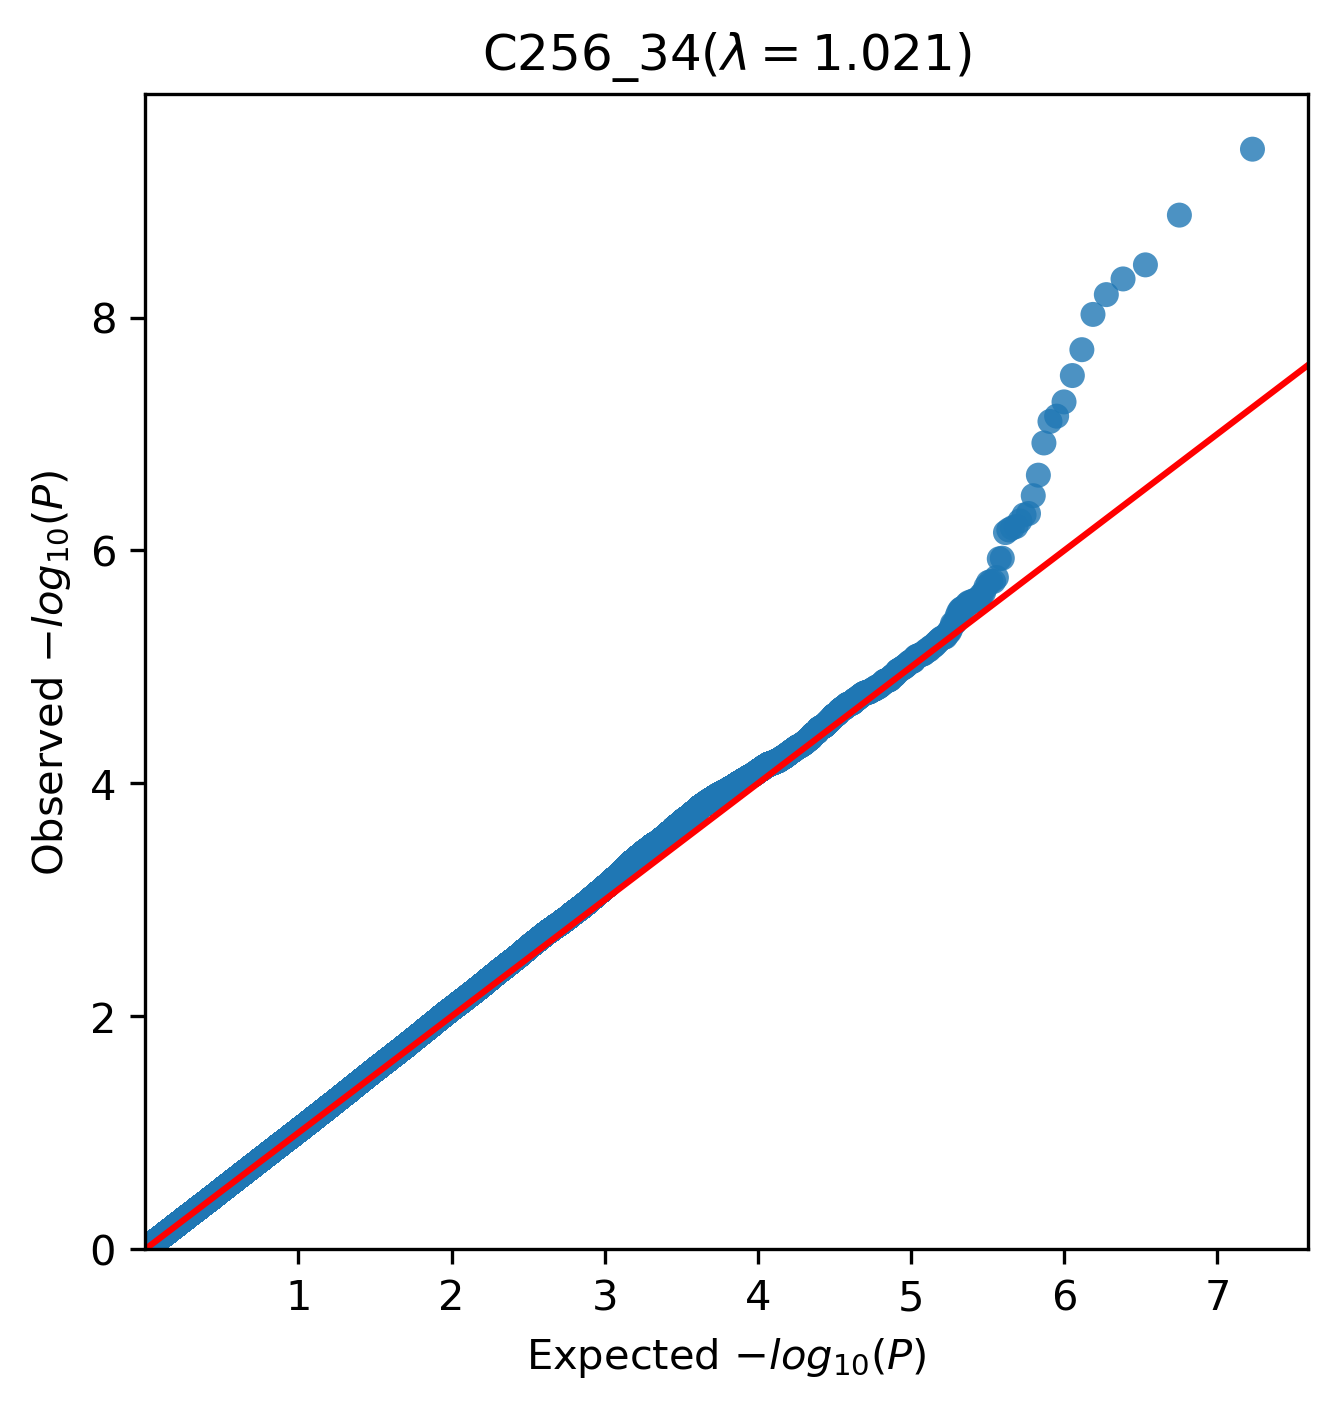 C256_34(λ = 1.021)
Observed −log₁₀(P)
8
6
4
2
0
1 2 3 4 5 6 7
Expected −log₁₀(P)